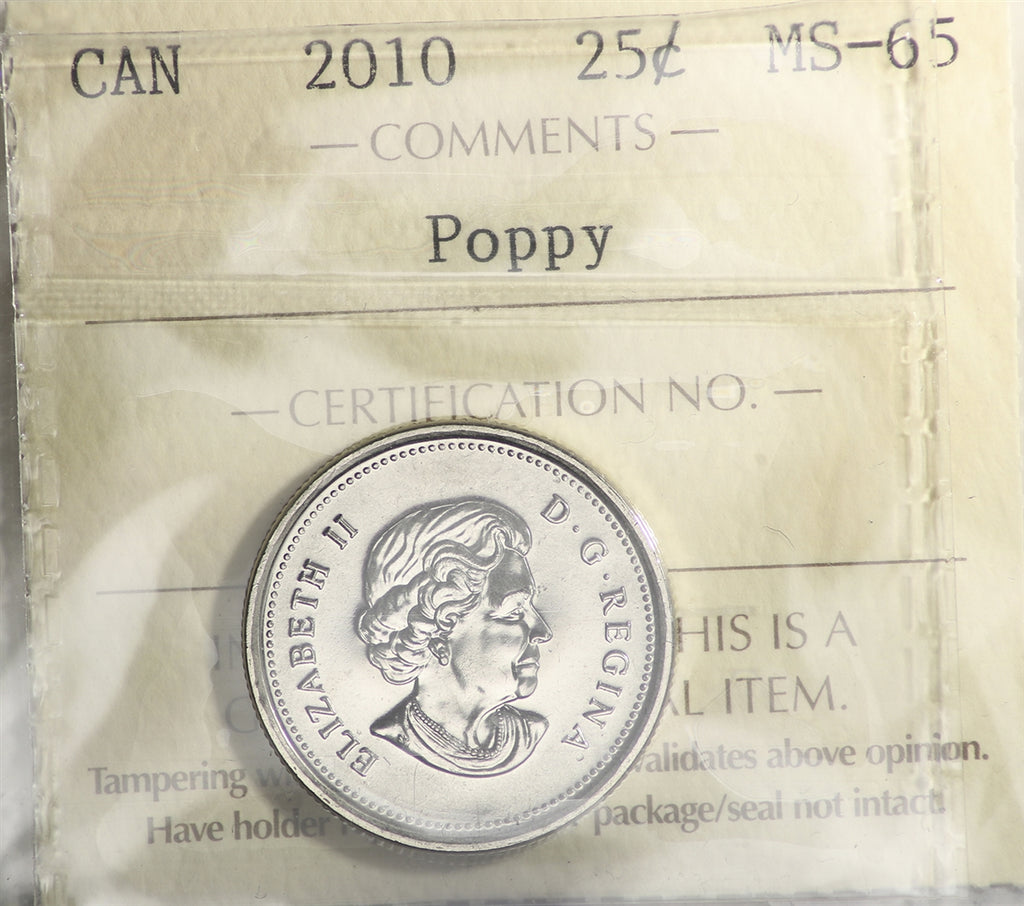 CAN 2010 25¢ MS-65
— COMMENTS —
Poppy
— CERTIFICATION NO. —
ELIZABETH II D·G·REGINA
HIS IS A
ITEM.
Tampering validates above opinion.
Have holder package/seal not intact.